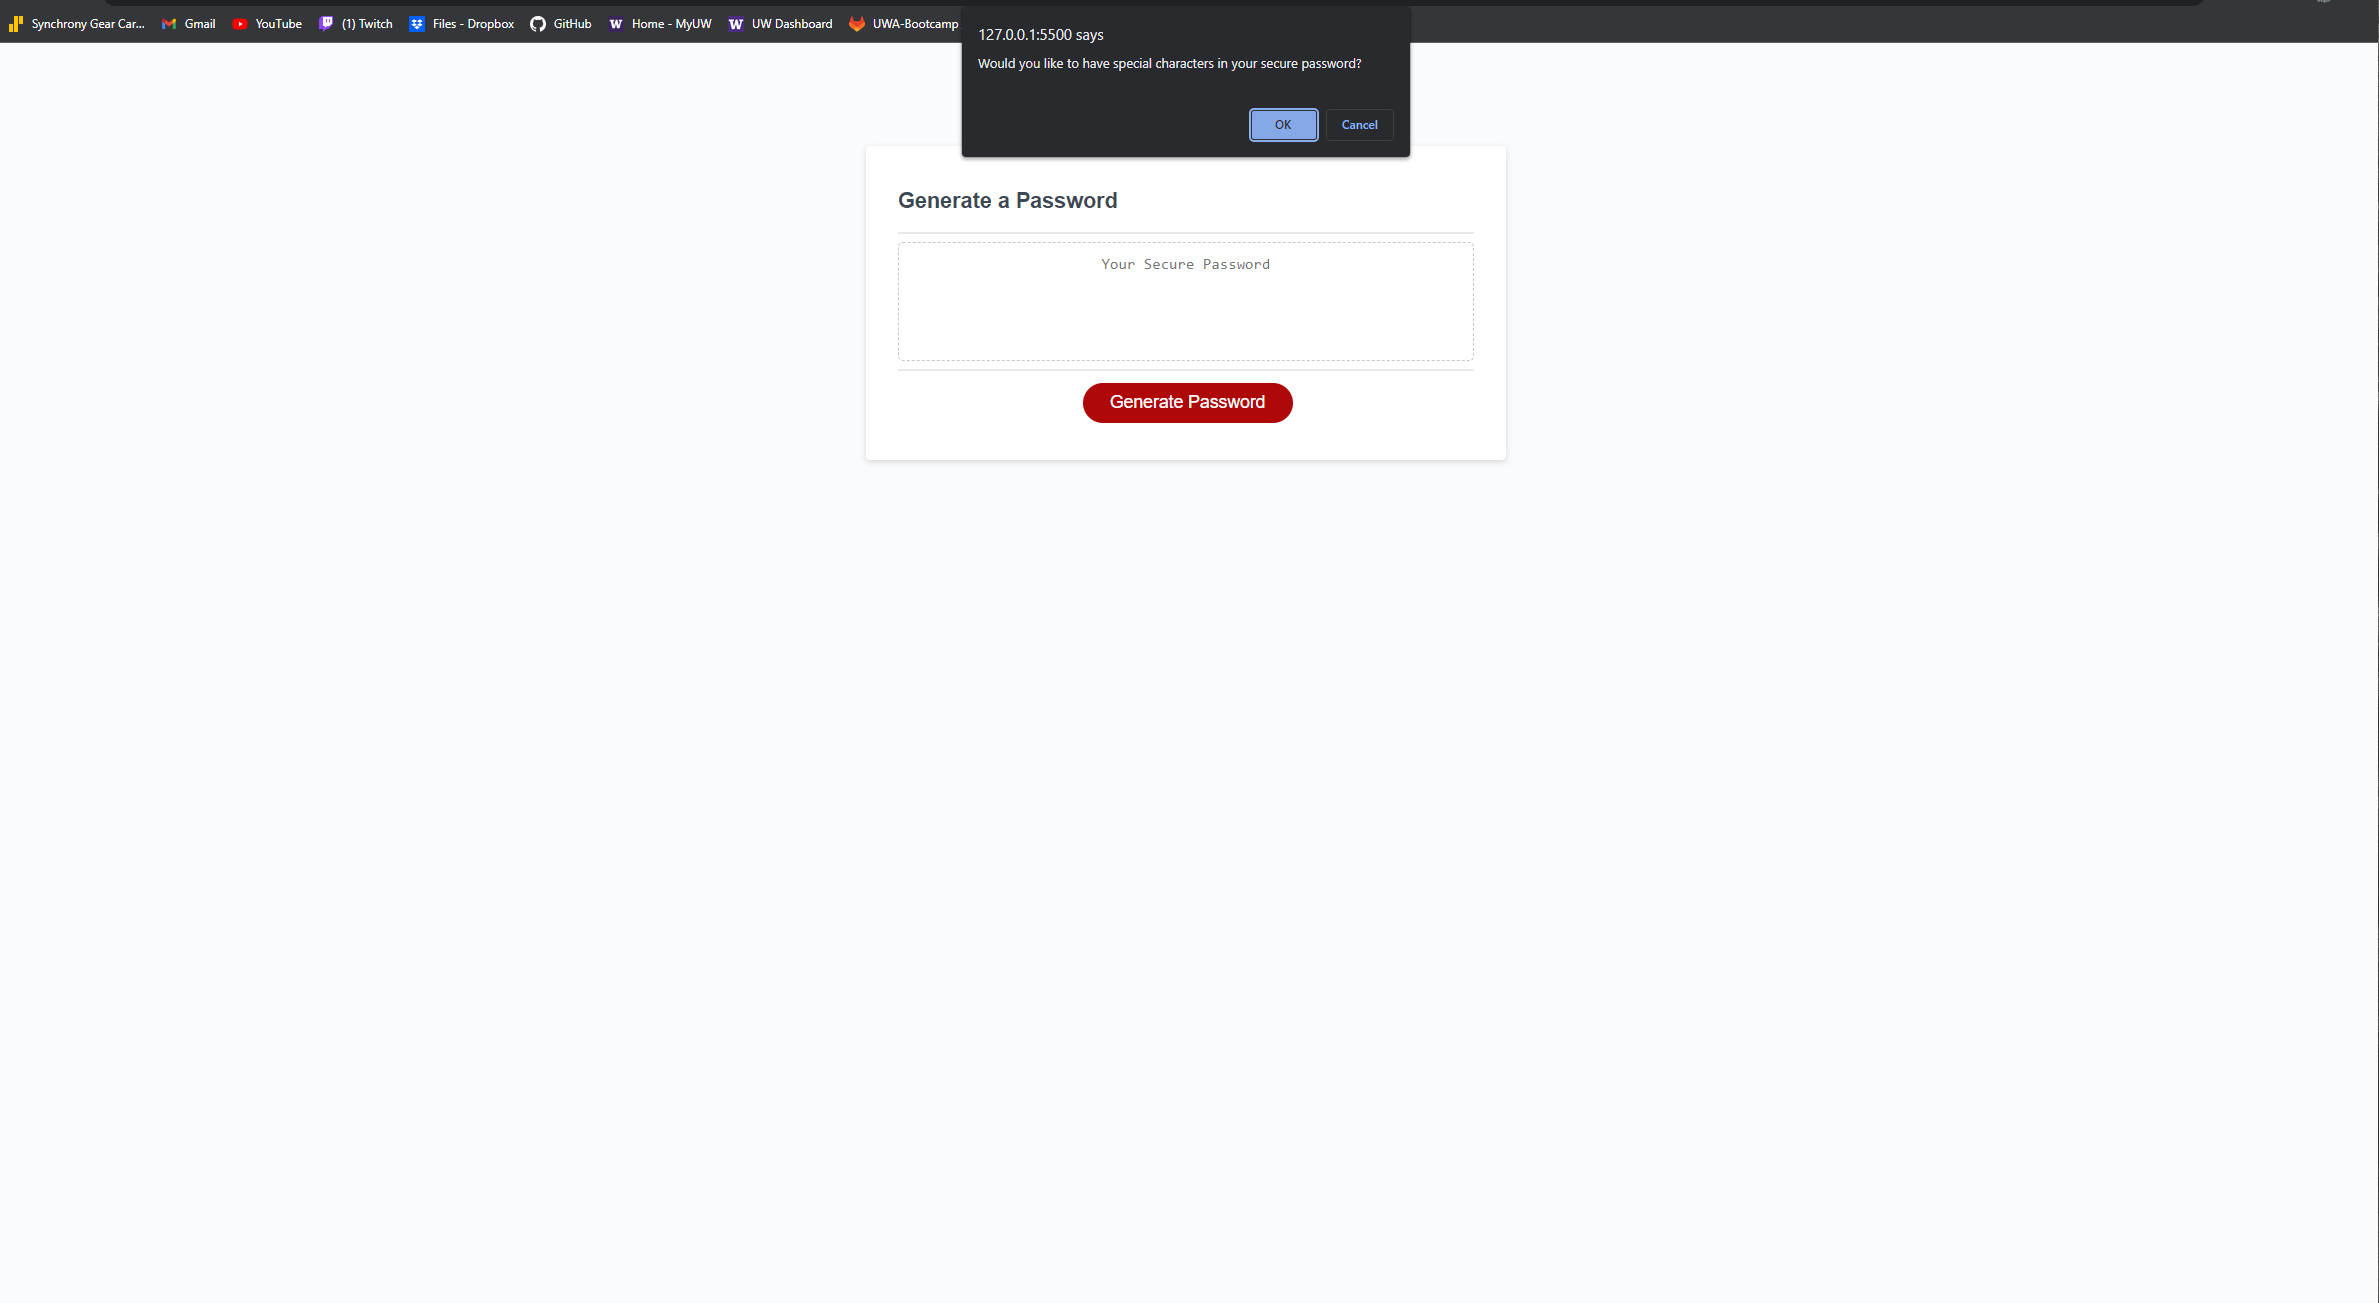 Synchrony Gear Car... Gmail YouTube (1) Twitch Files - Dropbox GitHub W Home - MyUW W UW Dashboard UWA-Bootcamp
127.0.0.1:5500 says
Would you like to have special characters in your secure password?
OK Cancel
Generate a Password
Your Secure Password
Generate Password